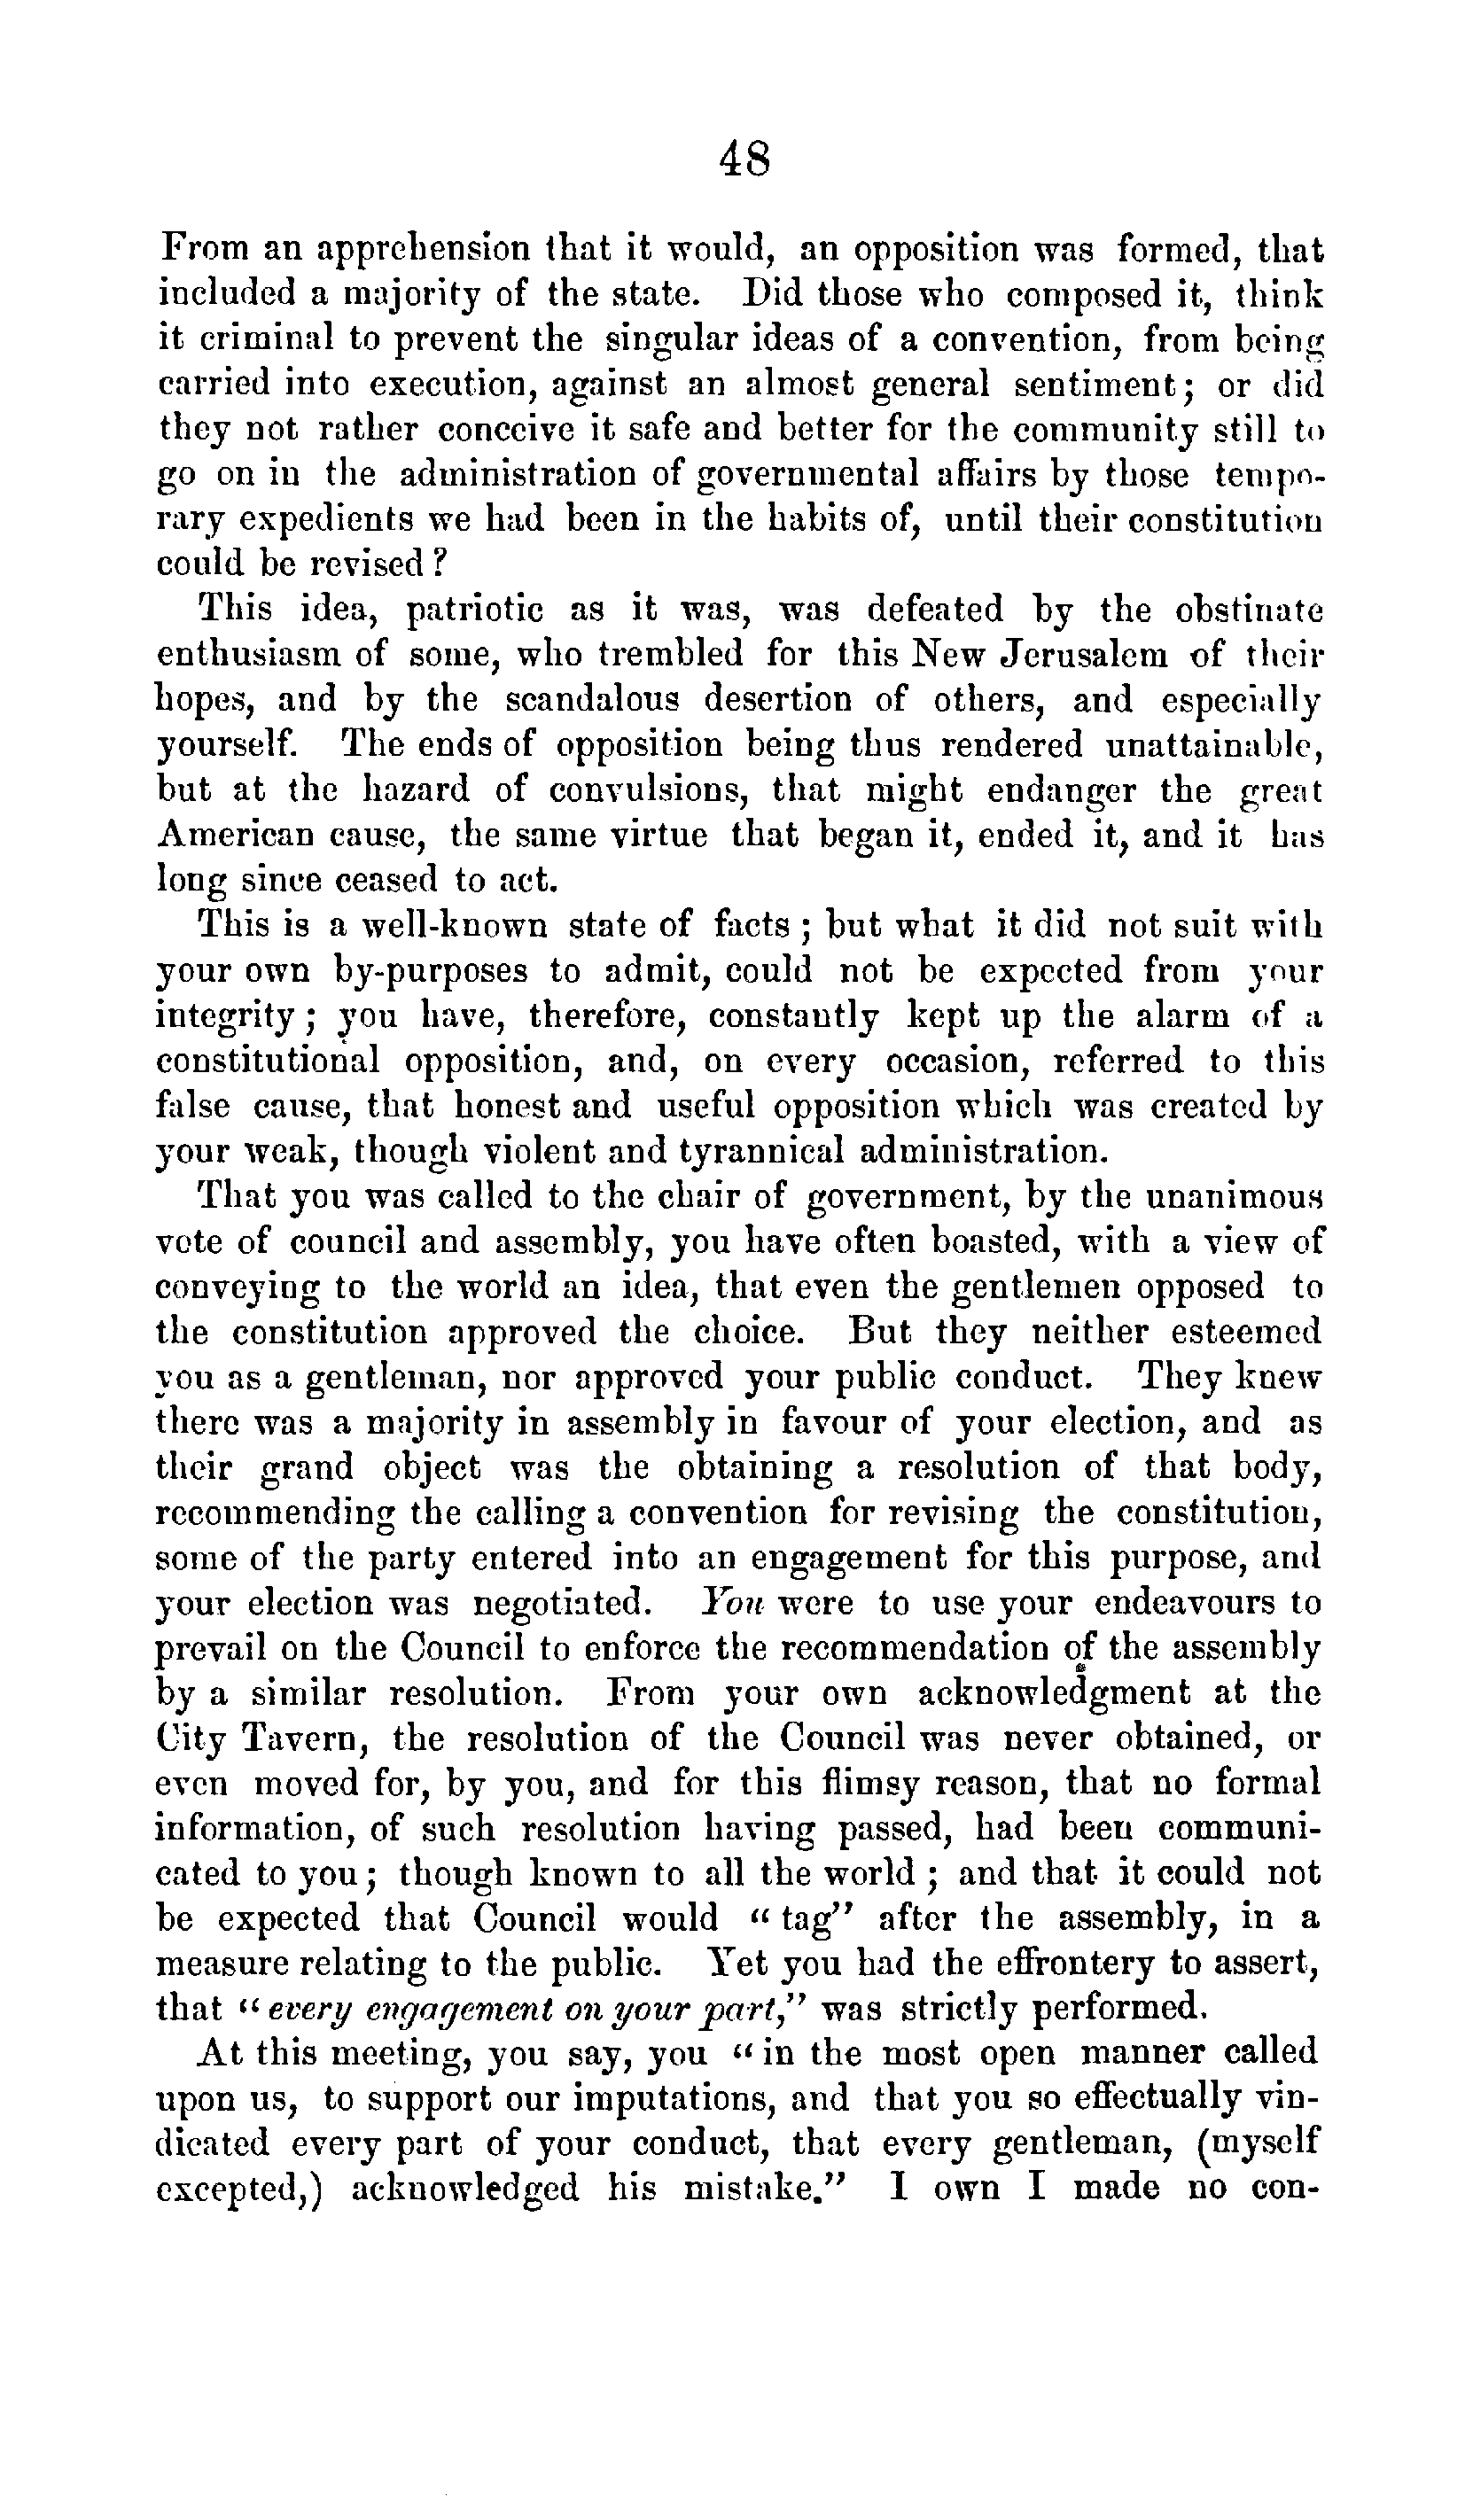 48
From an apprehension that it would, an opposition was formed, that
included a majority of the state. Did those who composed it, think
it criminal to prevent the singular ideas of a convention, from being
carried into execution, against an almost general sentiment; or did
they not rather conceive it safe and better for the community still to
go on in the administration of governmental affairs by those tempo-
rary expedients we had been in the habits of, until their constitution
could be revised?
This idea, patriotic as it was, was defeated by the obstinate
enthusiasm of some, who trembled for this New Jerusalem of their
hopes, and by the scandalous desertion of others, and especially
yourself. The ends of opposition being thus rendered unattainable,
but at the hazard of convulsions, that might endanger the great
American cause, the same virtue that began it, ended it, and it has
long since ceased to act.
This is a well-known state of facts; but what it did not suit with
your own by-purposes to admit, could not be expected from your
integrity; you have, therefore, constantly kept up the alarm of a
constitutional opposition, and, on every occasion, referred to this
false cause, that honest and useful opposition which was created by
your weak, though violent and tyrannical administration.
That you was called to the chair of government, by the unanimous
vote of council and assembly, you have often boasted, with a view of
conveying to the world an idea, that even the gentlemen opposed to
the constitution approved the choice. But they neither esteemed
you as a gentleman, nor approved your public conduct. They knew
there was a majority in assembly in favour of your election, and as
their grand object was the obtaining a resolution of that body,
recommending the calling a convention for revising the constitution,
some of the party entered into an engagement for this purpose, and
your election was negotiated. You were to use your endeavours to
prevail on the Council to enforce the recommendation of the assembly
by a similar resolution. From your own acknowledgment at the
City Tavern, the resolution of the Council was never obtained, or
even moved for, by you, and for this flimsy reason, that no formal
information, of such resolution having passed, had been communi-
cated to you; though known to all the world; and that it could not
be expected that Council would "tag" after the assembly, in a
measure relating to the public. Yet you had the effrontery to assert,
that "every engagement on your part," was strictly performed.
At this meeting, you say, you "in the most open manner called
upon us, to support our imputations, and that you so effectually vin-
dicated every part of your conduct, that every gentleman, (myself
excepted,) acknowledged his mistake." I own I made no con-